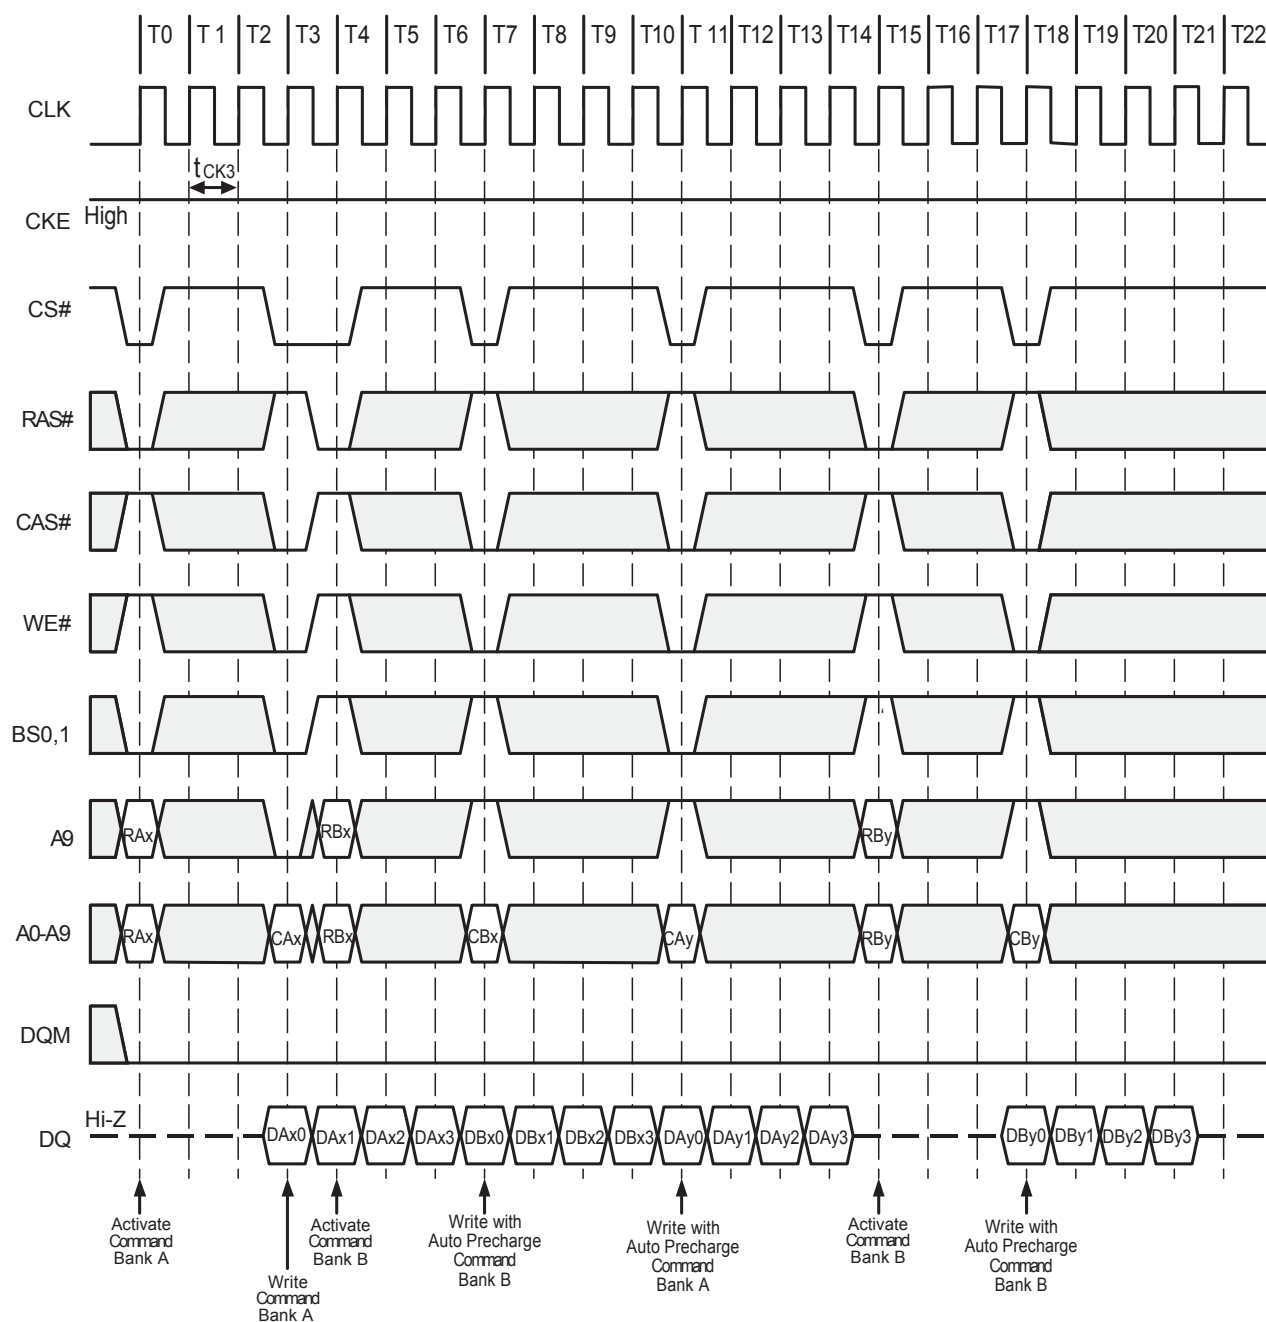 T0 T 1 T2 T3 T4 T5 T6 T7 T8 T9 T10 T 11 T12 T13 T14 T15 T16 T17 T18 T19 T20 T21 T22
CLK
tCK3
CKE High
CS#
RAS#
CAS#
WE#
BS0,1
A9 RAx RBx RBy
A0-A9 RAx CAx RBx CBx CAy RBy CBy
DQM
Hi-Z
DQ DAx0 DAx1 DAx2 DAx3 DBx0 DBx1 DBx2 DBx3 DAy0 DAy1 DAy2 DAy3 DBy0 DBy1 DBy2 DBy3
Activate
Command
Bank A
Write
Command
Bank A
Activate
Command
Bank B
Write with
Auto Precharge
Command
Bank B
Write with
Auto Precharge
Command
Bank A
Activate
Command
Bank B
Write with
Auto Precharge
Command
Bank B